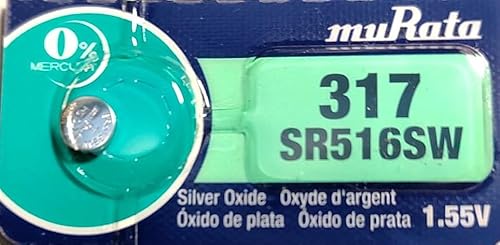 muRata
0%
MERCURY
317
SR516SW
Silver Oxide Oxyde d'argent
Óxido de plata Óxido de prata 1.55V